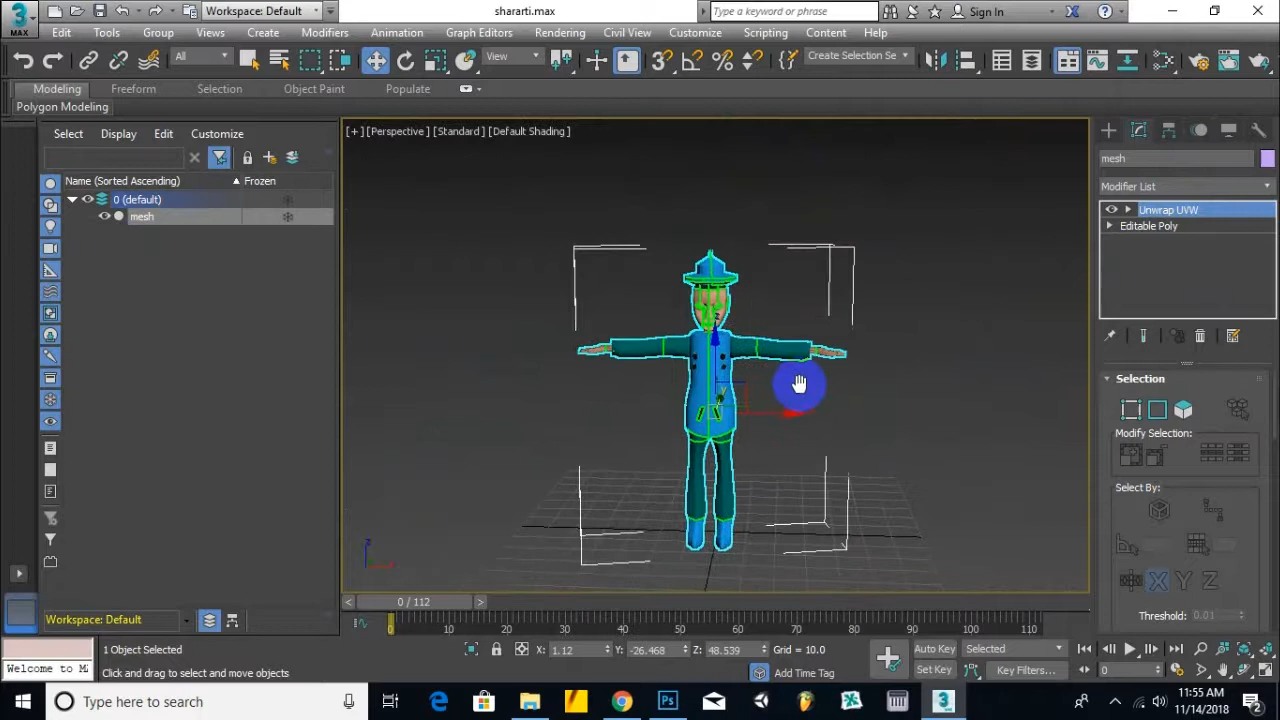 MAX
Workspace: Default
sharati.max
Type a keyword or phrase
Sign In
Edit Tools Group Views Create Modifiers Animation Graph Editors Rendering Civil View Customize Scripting Content Help
All
View
Create Selection Se
Modeling Freeform Selection Object Paint Populate
Polygon Modeling
[+] [Perspective] [Standard] [Default Shading]
Select Display Edit Customize
Name (Sorted Ascending) Frozen
0 (default)
mesh
mesh
Modifier List
Unwrap UVW
Editable Poly
Selection
Modify Selection:
Select By:
X Y Z
Threshold: 0.01
z
y
z
0 / 112
0 10 20 30 40 50 60 70 80 90 100 110
Workspace: Default
1 Object Selected
X: 1.12 Y: -26.468 Z: 48.539 Grid = 10.0
Auto Key Selected
Welcome to M
Click and drag to select and move objects
Add Time Tag
Set Key Key Filters...
0
Type here to search
11:55 AM
11/14/2018